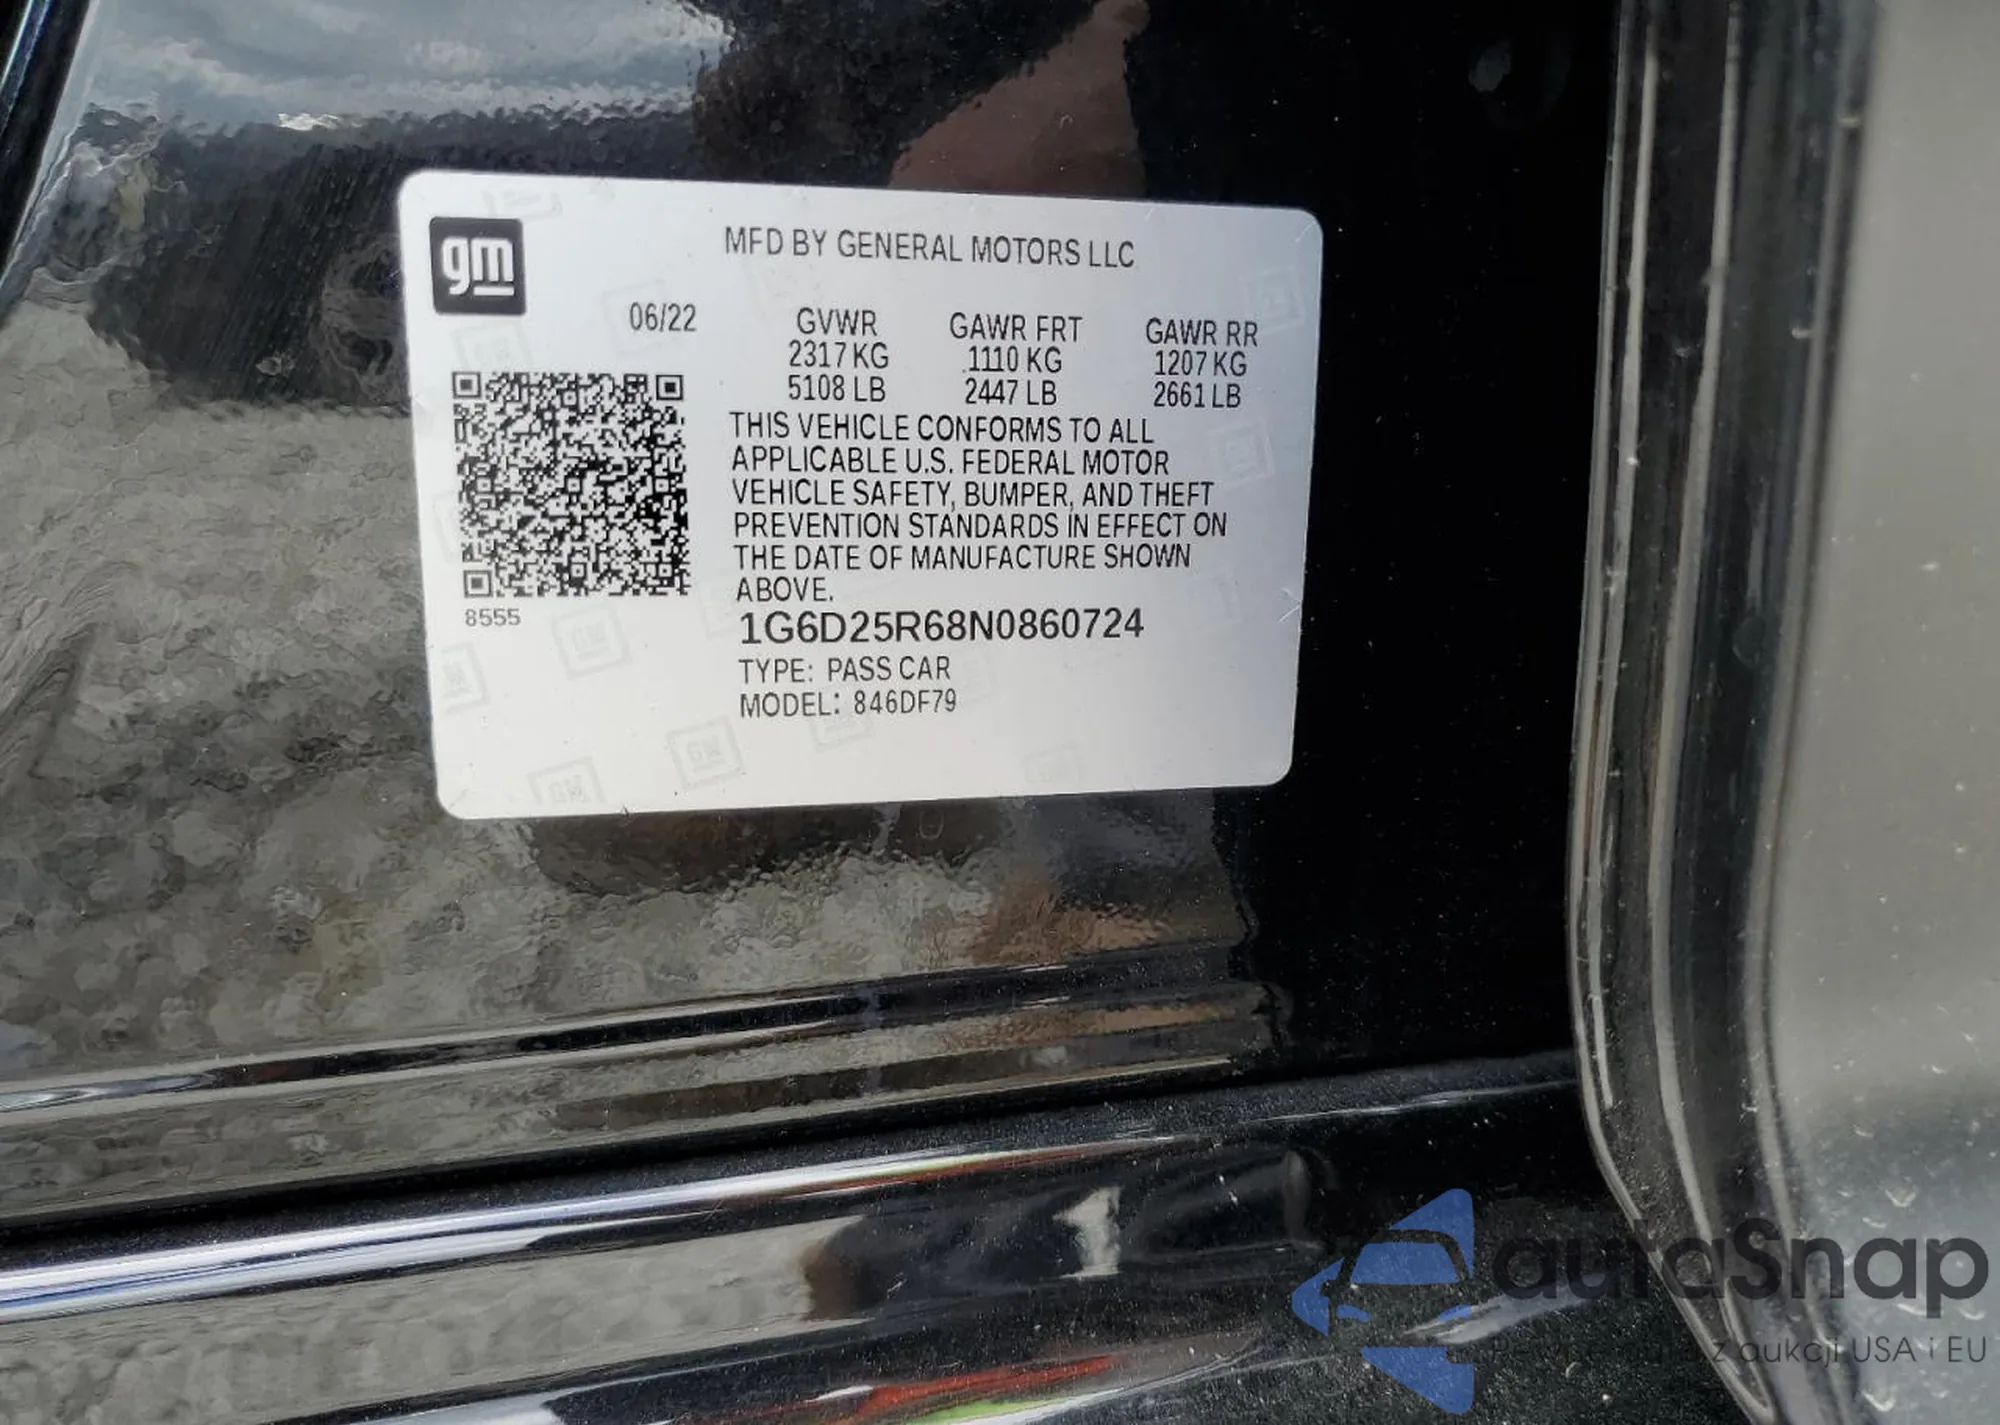 gm
MFD BY GENERAL MOTORS LLC
06/22 GVWR GAWR FRT GAWR RR
2317 KG 1110 KG 1207 KG
5108 LB 2447 LB 2661 LB
THIS VEHICLE CONFORMS TO ALL
APPLICABLE U.S. FEDERAL MOTOR
VEHICLE SAFETY, BUMPER, AND THEFT
PREVENTION STANDARDS IN EFFECT ON
THE DATE OF MANUFACTURE SHOWN
ABOVE.
8555
1G6D25R68N0860724
TYPE: PASS CAR
MODEL: 846DF79
autaSnap
z aukcji USA i EU